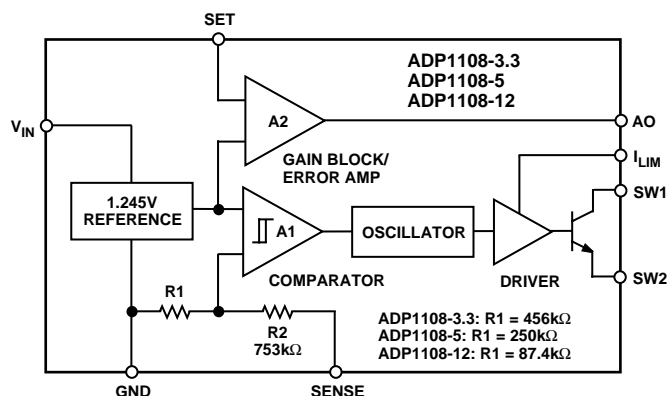 SET
ADP1108-3.3
ADP1108-5
ADP1108-12
A2
VIN
AO
GAIN BLOCK/
ERROR AMP
ILIM
1.245V
REFERENCE
SW1
A1
OSCILLATOR
COMPARATOR
DRIVER
SW2
R1
R2
753kΩ
ADP1108-3.3: R1 = 456kΩ
ADP1108-5: R1 = 250kΩ
ADP1108-12: R1 = 87.4kΩ
GND
SENSE